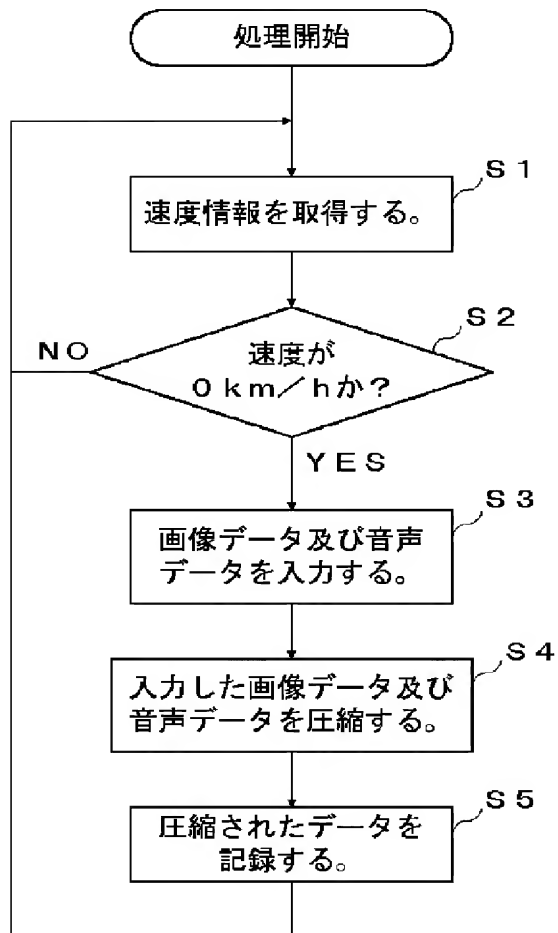 処理開始
S1
速度情報を取得する。
S2
NO
速度が
0km/hか?
YES
S3
画像データ及び音声
データを入力する。
S4
入力した画像データ及び
音声データを圧縮する。
S5
圧縮されたデータを
記録する。